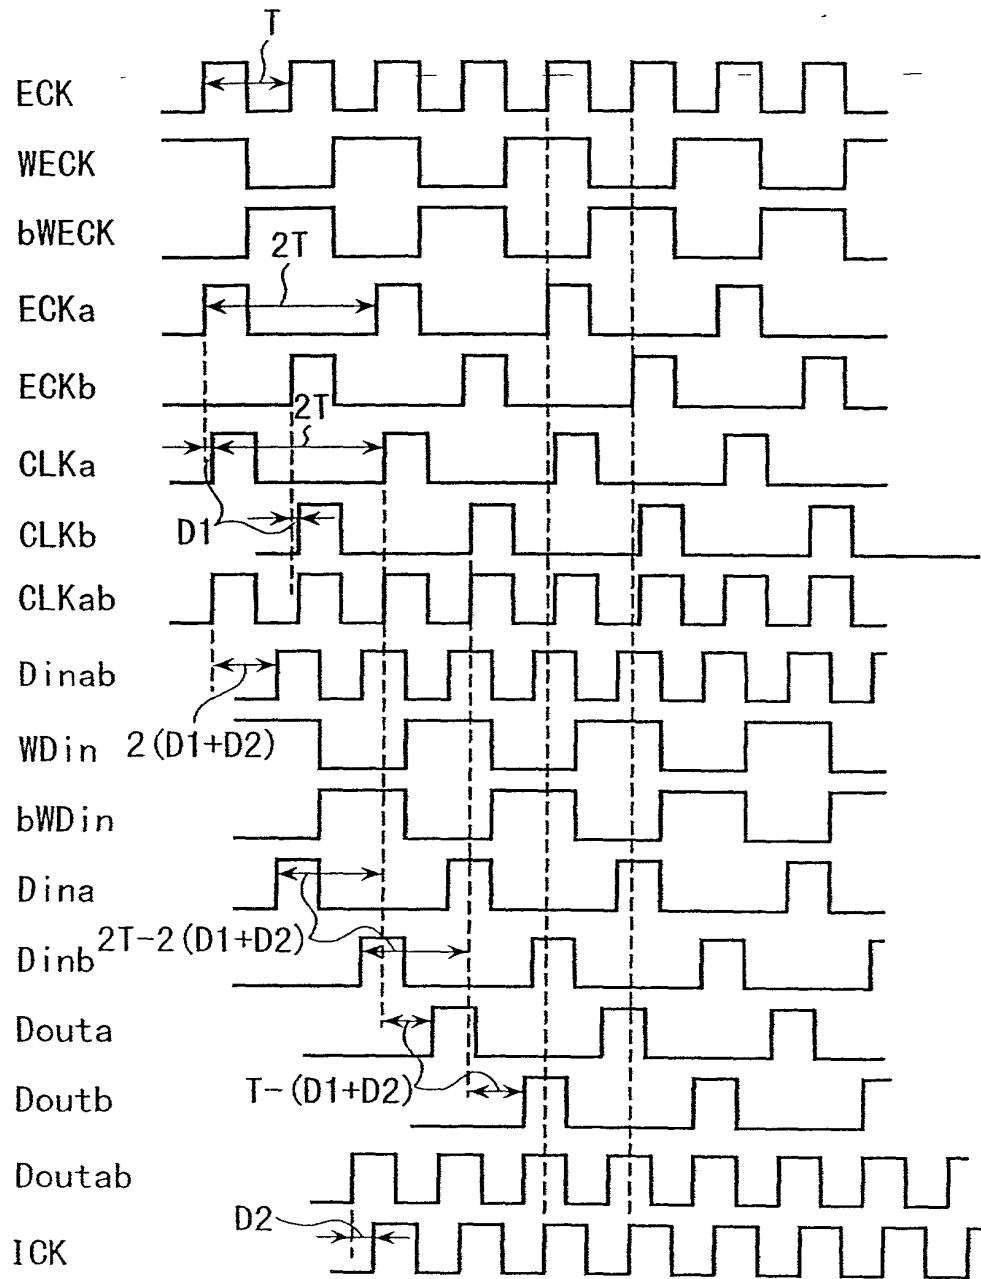 T
ECK
WECK
bWECK
2T
ECKa
ECKb
2T
CLKa
D1
CLKb
CLKab
Dinab
2(D1+D2)
WDin
bWDin
Dina
2T-2(D1+D2)
Dinb
Douta
T-(D1+D2)
Doutb
Doutab
D2
ICK